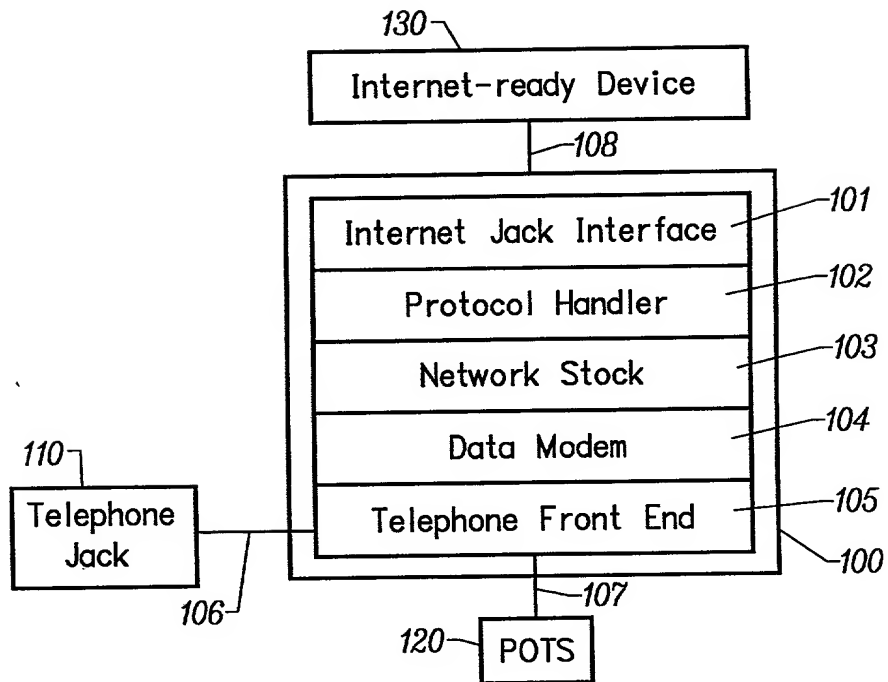 130
Internet-ready Device
108
Internet Jack Interface
101
Protocol Handler
102
Network Stock
103
Data Modem
104
Telephone Front End
105
100
110
Telephone
Jack
106
107
120
POTS